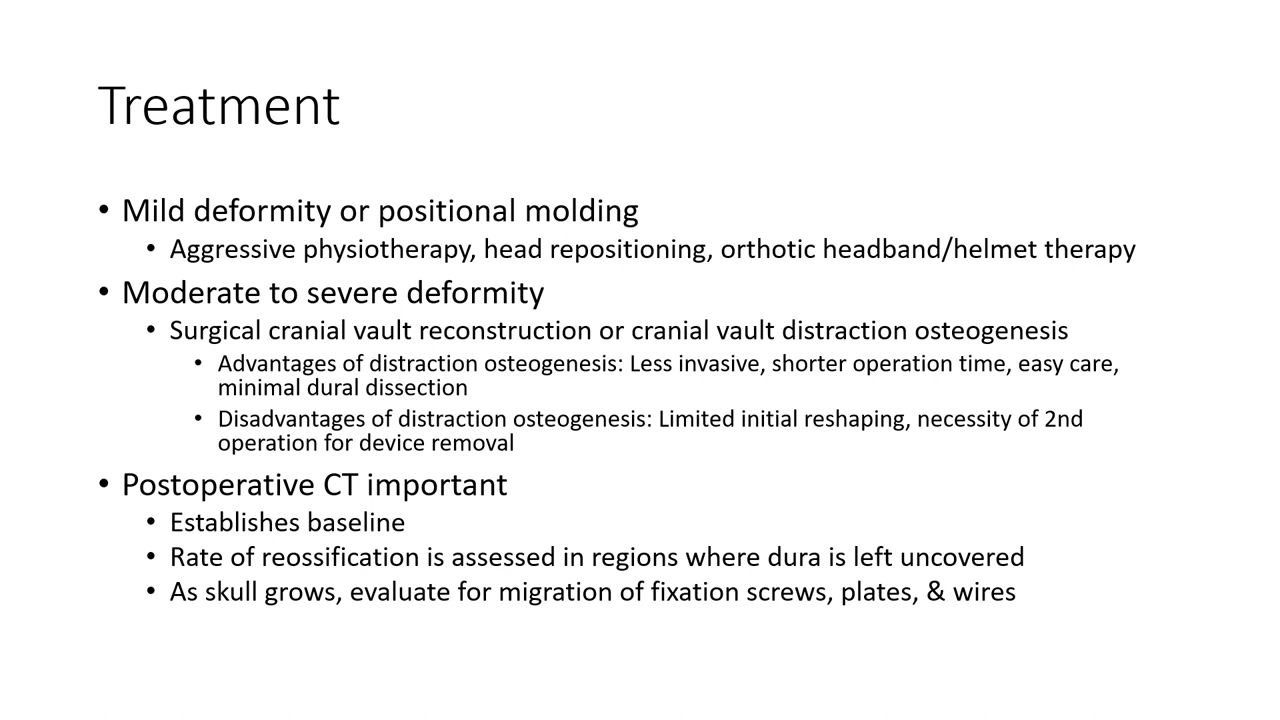 Treatment
• Mild deformity or positional molding
• Aggressive physiotherapy, head repositioning, orthotic headband/helmet therapy
• Moderate to severe deformity
• Surgical cranial vault reconstruction or cranial vault distraction osteogenesis
• Advantages of distraction osteogenesis: Less invasive, shorter operation time, easy care,
minimal dural dissection
• Disadvantages of distraction osteogenesis: Limited initial reshaping, necessity of 2nd
operation for device removal
• Postoperative CT important
• Establishes baseline
• Rate of reossification is assessed in regions where dura is left uncovered
• As skull grows, evaluate for migration of fixation screws, plates, & wires